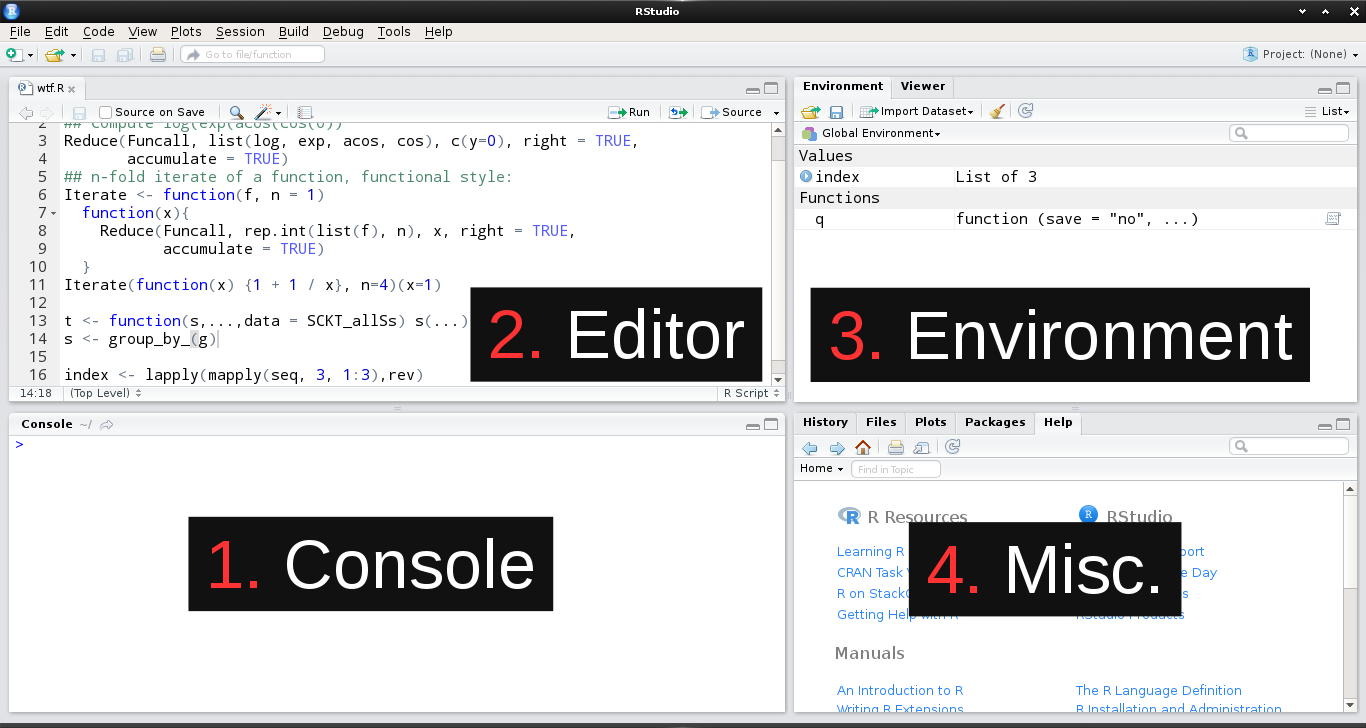 RStudio
File Edit Code View Plots Session Build Debug Tools Help
Go to file/function
Project: (None)
wtf.R
Source on Save
Run
Source
2 ## Compute log(exp(acos(cos(0))
3 Reduce(Funcall, list(log, exp, acos, cos), c(y=0), right = TRUE,
4 accumulate = TRUE)
5 ## n-fold iterate of a function, functional style:
6 Iterate <- function(f, n = 1)
7 function(x){
8 Reduce(Funcall, rep.int(list(f), n), x, right = TRUE,
9 accumulate = TRUE)
10 }
11 Iterate(function(x) {1 + 1 / x}, n=4)(x=1)
12
13 t <- function(s,...,data = SCKT_allSs) s(...)
14 s <- group_by_(g)
15
16 index <- lapply(mapply(seq, 3, 1:3),rev)
2. Editor
14:18 (Top Level) R Script
Environment Viewer
Import Dataset
List
Global Environment
Values
index List of 3
Functions
q function (save = "no", ...)
3. Environment
Console ~/
>
1. Console
History Files Plots Packages Help
Home Find in Topic
R Resources RStudio
Learning R
CRAN Task
R on
Getting Help with R RStudio Products
4. Misc.
Day
Manuals
An Introduction to R The R Language Definition
Writing R Extensions R Installation and Administration